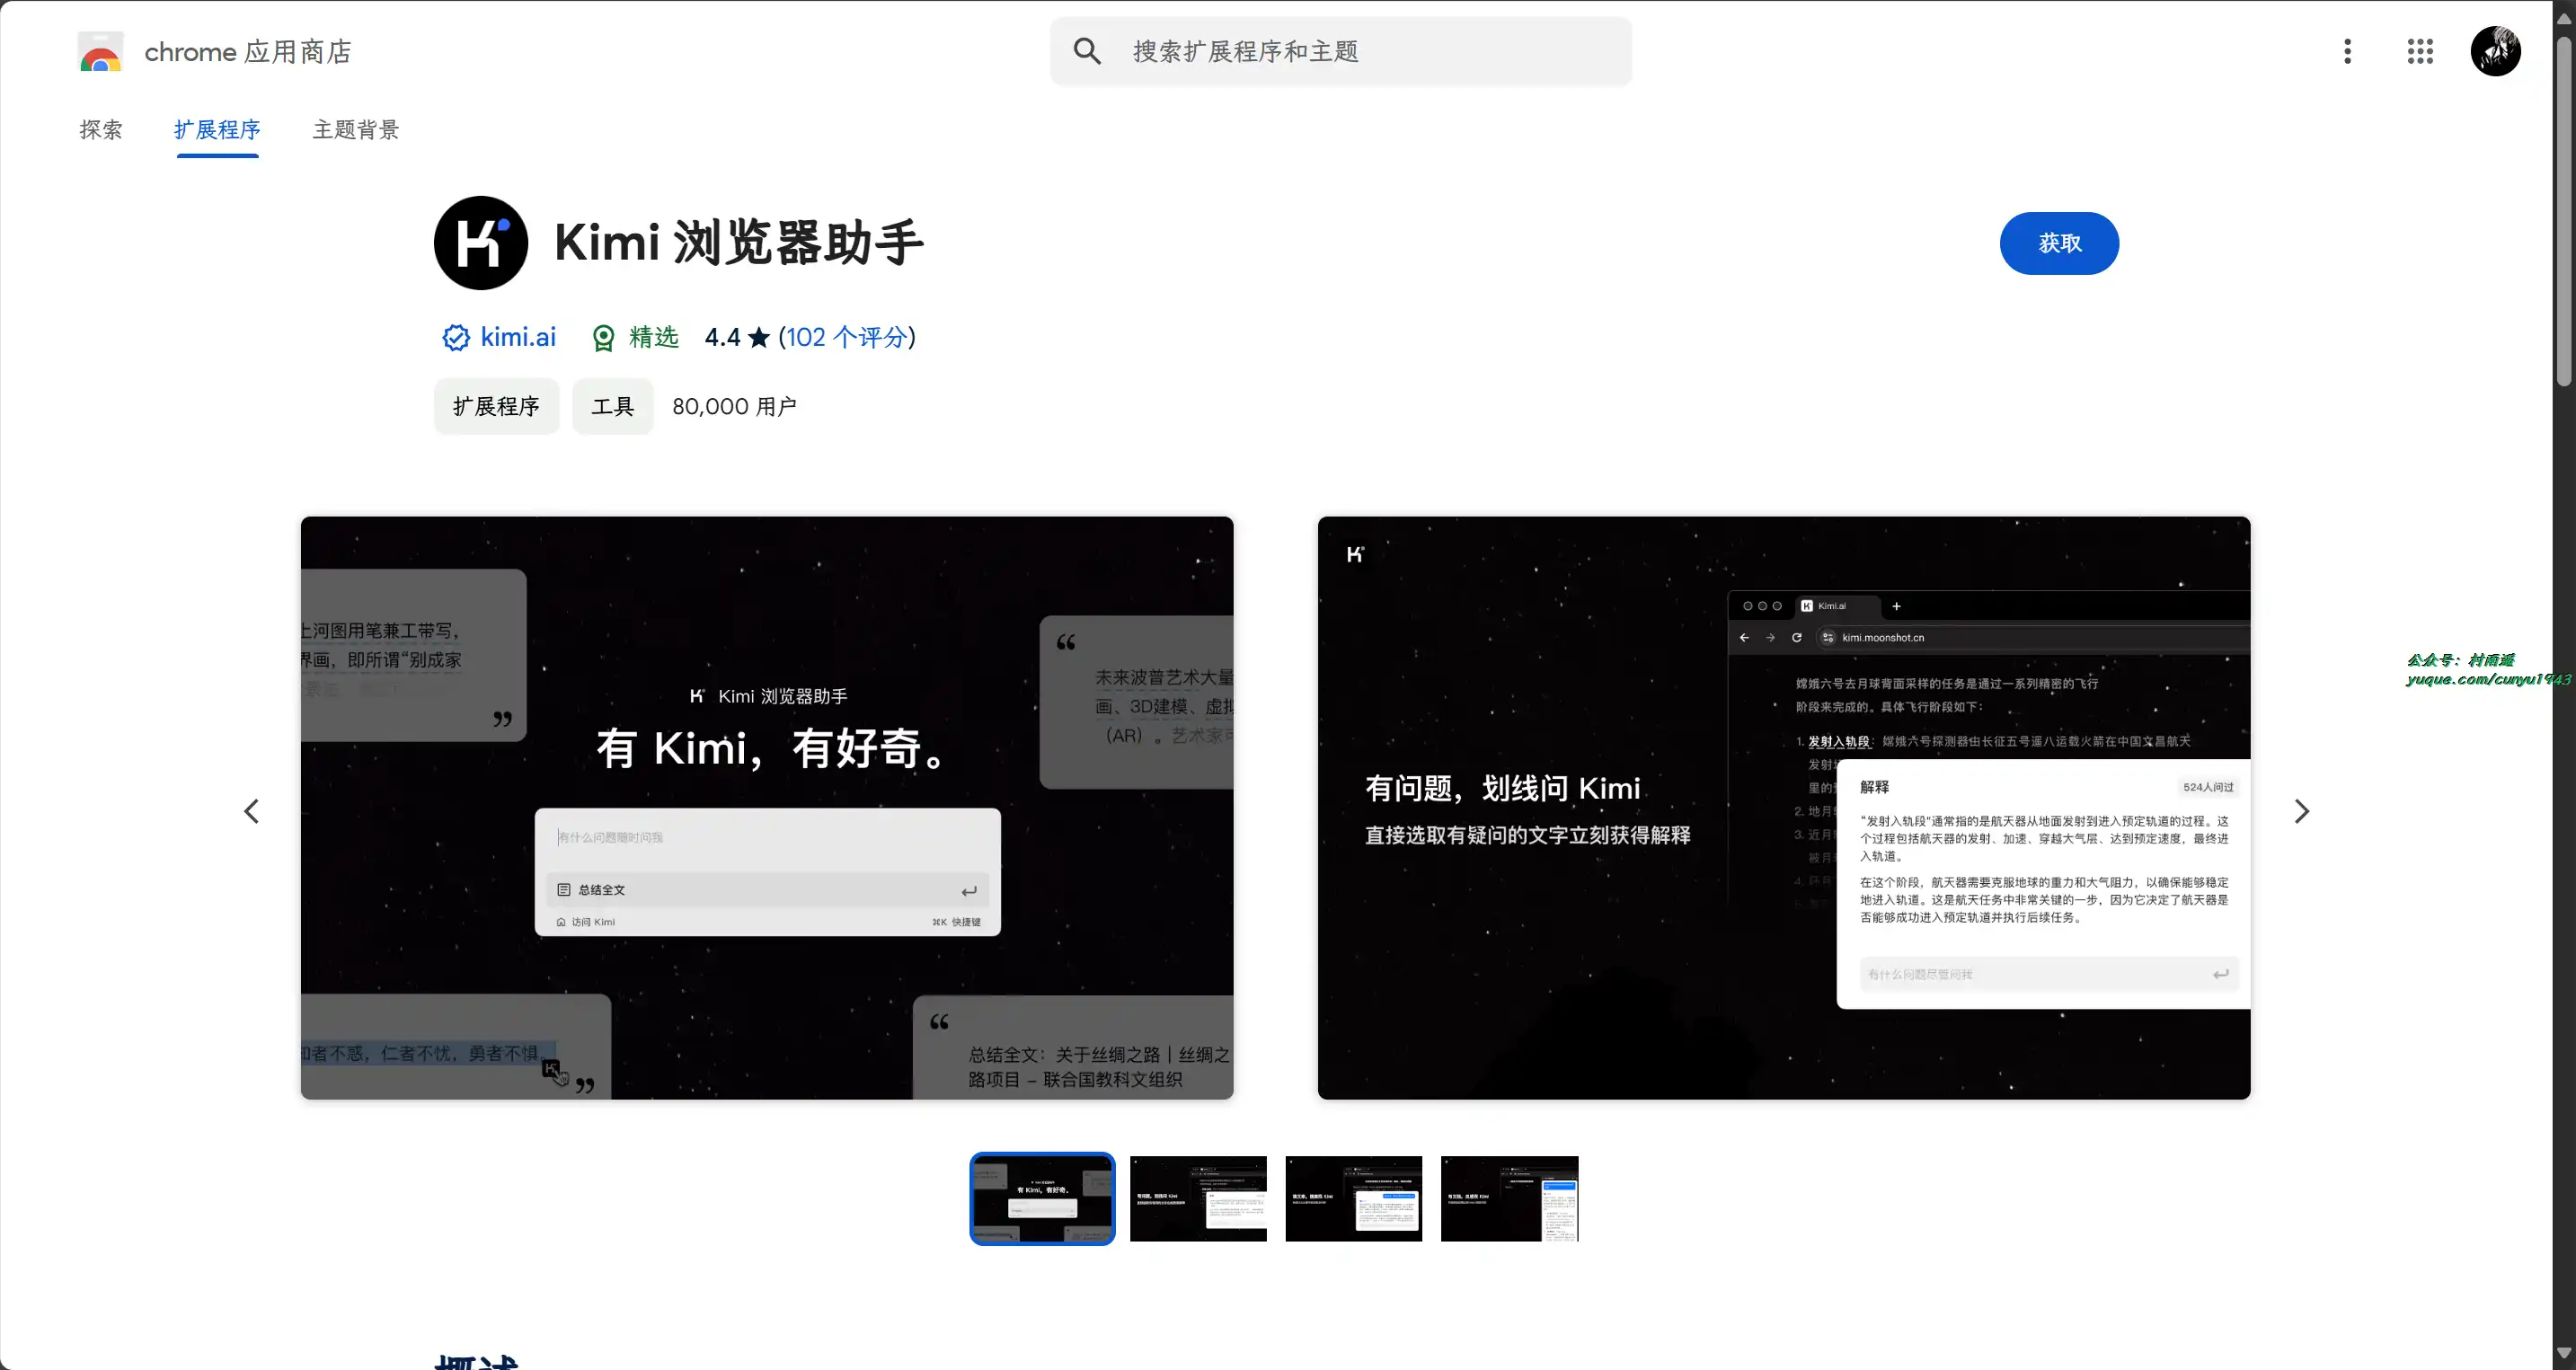 chrome 应用商店
搜索扩展程序和主题
探索
扩展程序
主题背景
Kimi 浏览器助手
获取
kimi.ai
精选
4.4 ★ (102 个评分)
扩展程序
工具
80,000 用户
上河图用笔兼工带写，
界画，即所谓“别成家
”
“
未来波普艺术大量
画、3D建模、虚拟
（AR）。艺术家可
Kimi 浏览器助手
有 Kimi，有好奇。
有什么问题随时问我
总结全文
访问 Kimi
⌘K 快捷键
知者不惑，仁者不忧，勇者不惧。
”
“
总结全文：关于丝绸之路｜丝绸之
路项目 – 联合国教科文组织
有问题，划线问 Kimi
直接选取有疑问的文字立刻获得解释
Kimi.ai
kimi.moonshot.cn
嫦娥六号去月球背面采样的任务是通过一系列精密的飞行
阶段来完成的。具体飞行阶段如下：
1. 发射入轨段：嫦娥六号探测器由长征五号遥八运载火箭在中国文昌航天
发射
里的
2. 地月
3. 近月
被月
解释
524人问过
“发射入轨段”通常指的是航天器从地面发射到进入预定轨道的过程。这
个过程包括航天器的发射、加速、穿越大气层、达到预定速度，最终进
入轨道。
在这个阶段，航天器需要克服地球的重力和大气阻力，以确保能够稳定
地进入轨道。这是航天任务中非常关键的一步，因为它决定了航天器是
否能够成功进入预定轨道并执行后续任务。
有什么问题尽管问我
公众号：村雨遥
yuque.com/cunyu1943
有 Kimi，有好奇。
有问题，划线问 Kimi
概述